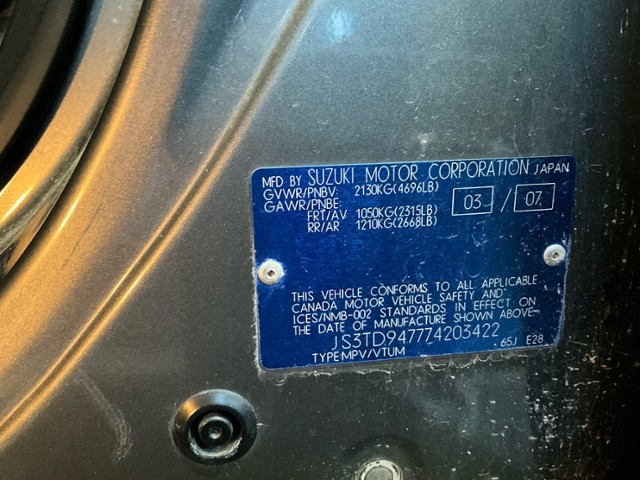 MFD BY SUZUKI MOTOR CORPORATION JAPAN
GVWR/PNBV: 2130KG(4696LB)
GAWR/PNBE: 03 / 07
FRT/AV 1050KG(2315LB)
RR/AR 1210KG(2668LB)
THIS VEHICLE CONFORMS TO ALL APPLICABLE
CANADA MOTOR VEHICLE SAFETY AND
ICES/NMB-002 STANDARDS IN EFFECT ON
THE DATE OF MANUFACTURE SHOWN ABOVE
JS3TD947774203422
TYPE:MPV/VTUM .65J E28